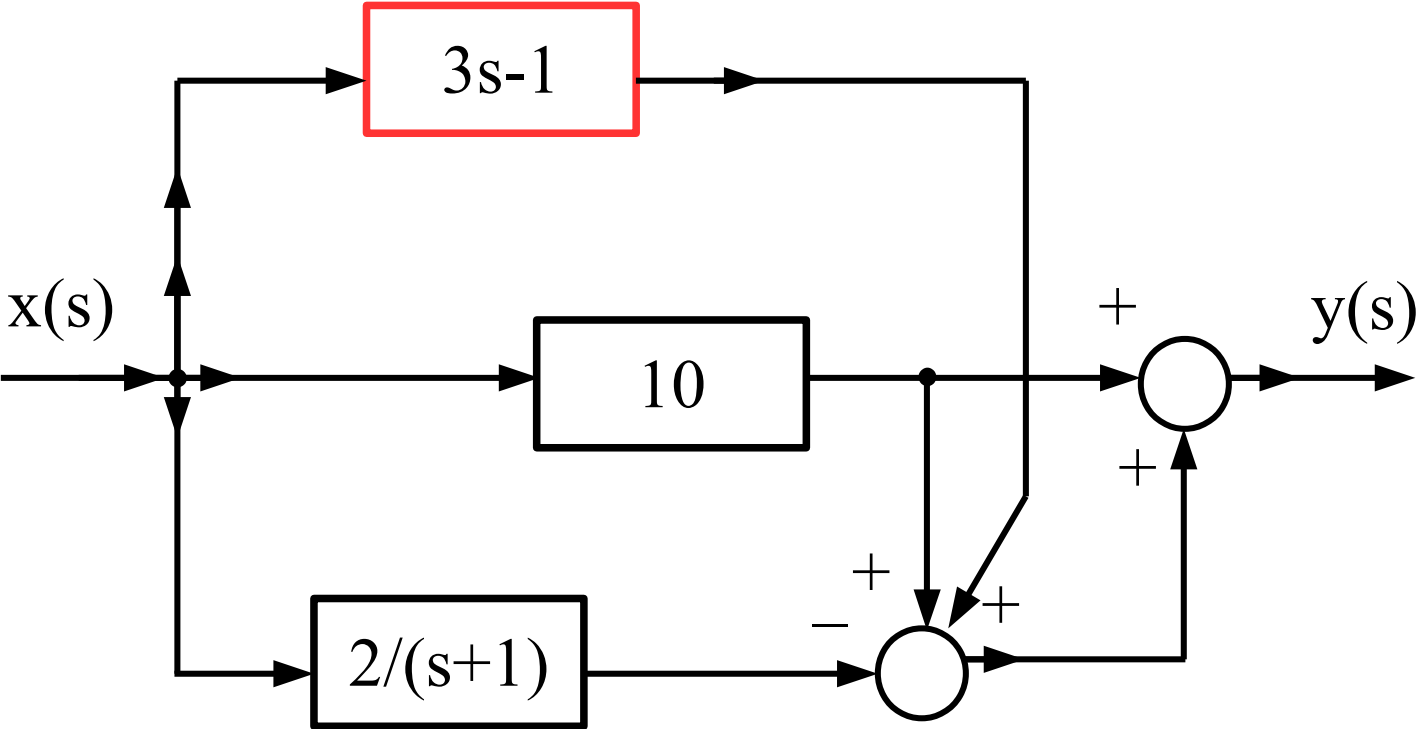 3s-1
x(s)
+
y(s)
10
+
+
+
−
2/(s+1)